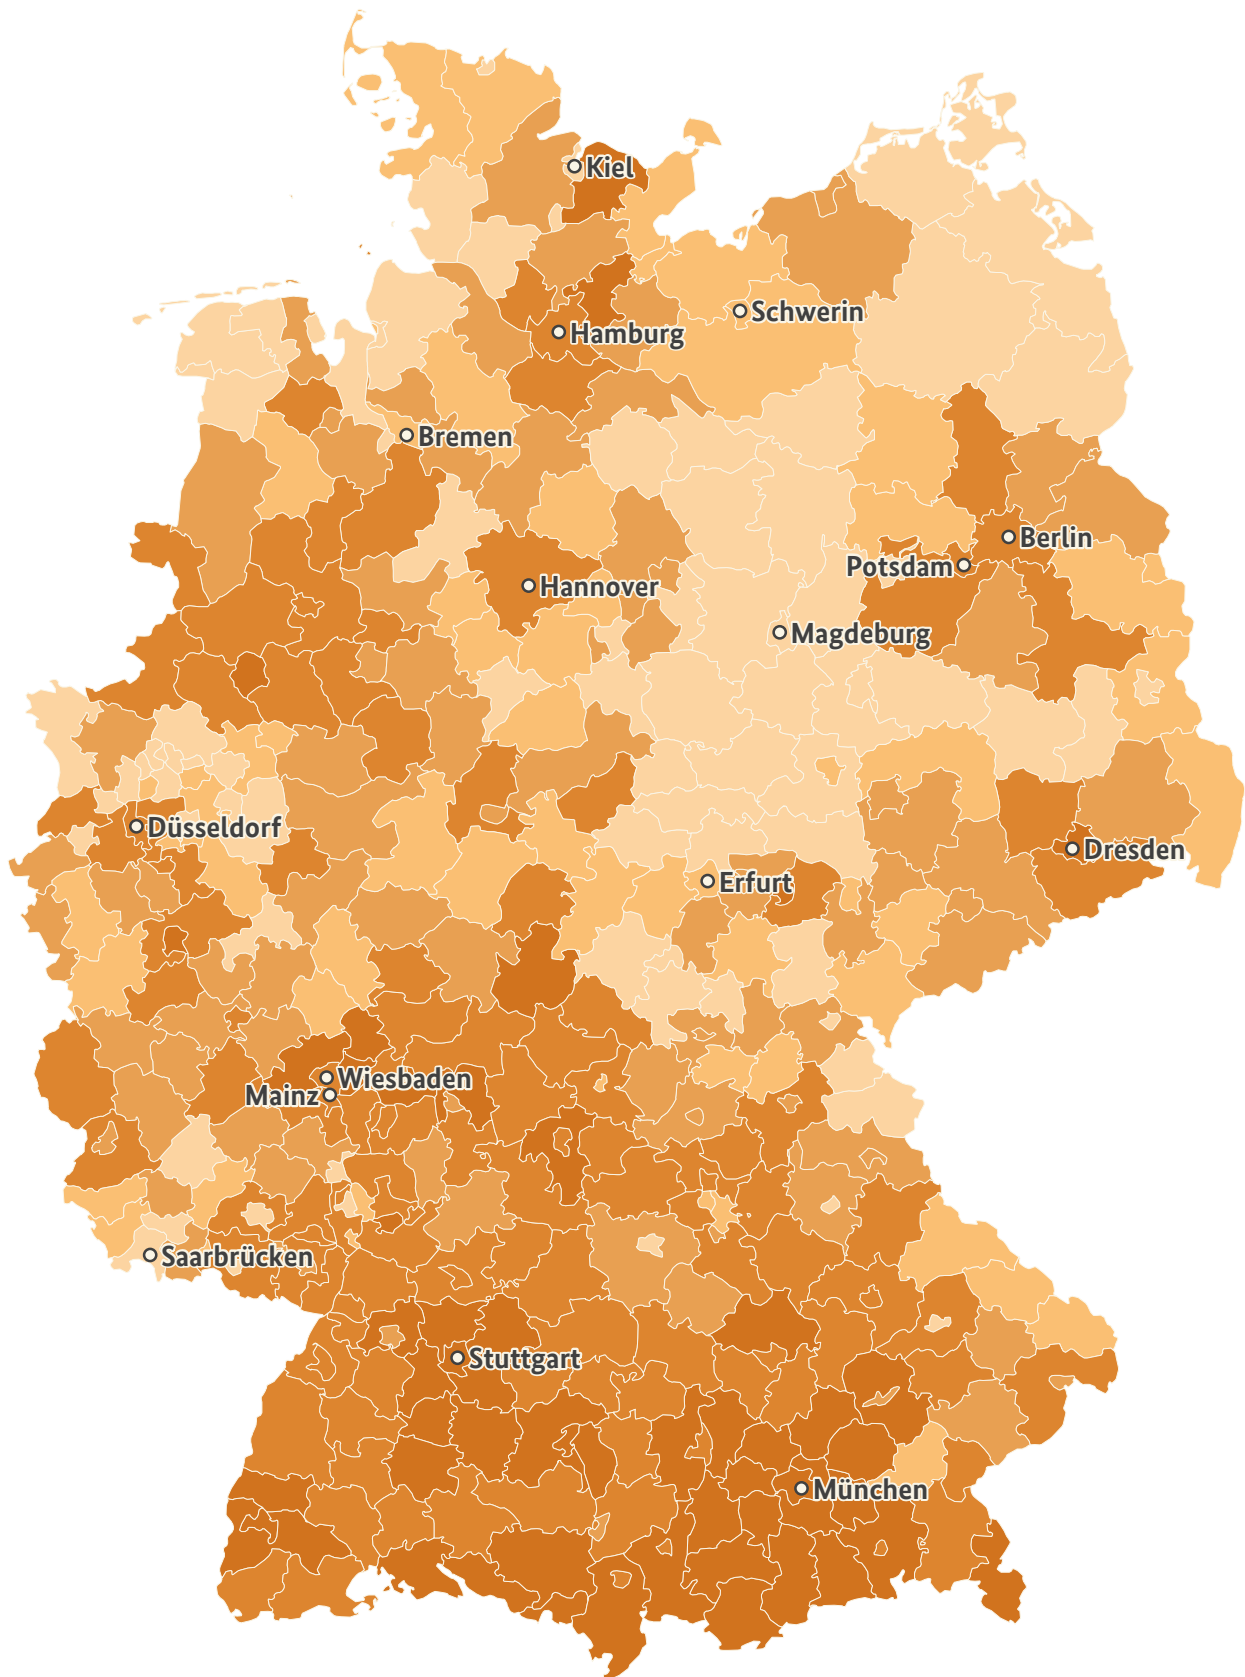 Kiel
Schwerin
Hamburg
Bremen
Berlin
Potsdam
Hannover
Magdeburg
Düsseldorf
Dresden
Erfurt
Wiesbaden
Mainz
Saarbrücken
Stuttgart
München